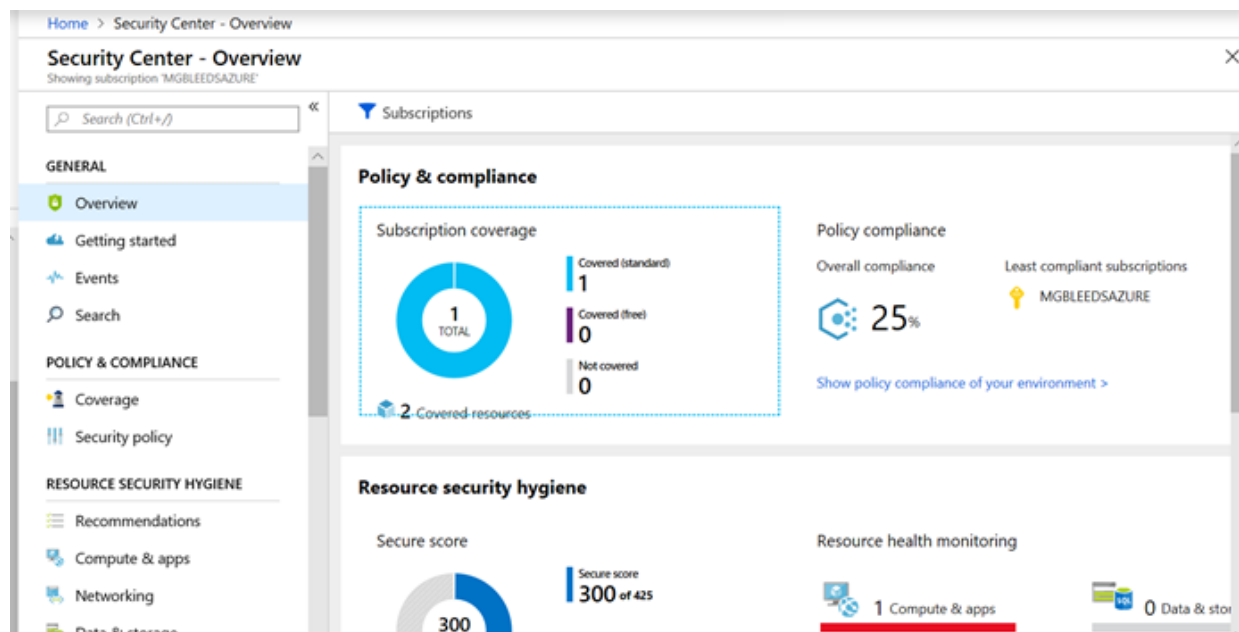 Home > Security Center - Overview
Security Center - Overview
Showing subscription 'MGBLEEDSAZURE'
Search (Ctrl+/)
«
GENERAL
Overview
Getting started
Events
Search
POLICY & COMPLIANCE
Coverage
Security policy
RESOURCE SECURITY HYGIENE
Recommendations
Compute & apps
Networking
Data & storage
Subscriptions
Policy & compliance
Subscription coverage
1
TOTAL
Covered (standard)
1
Covered (free)
0
Not covered
0
2 Covered resources
Policy compliance
Overall compliance
25%
Least compliant subscriptions
MGBLEEDSAZURE
Show policy compliance of your environment >
Resource security hygiene
Secure score
300
Secure score
300 of 425
Resource health monitoring
1 Compute & apps
SQL
0 Data & stor